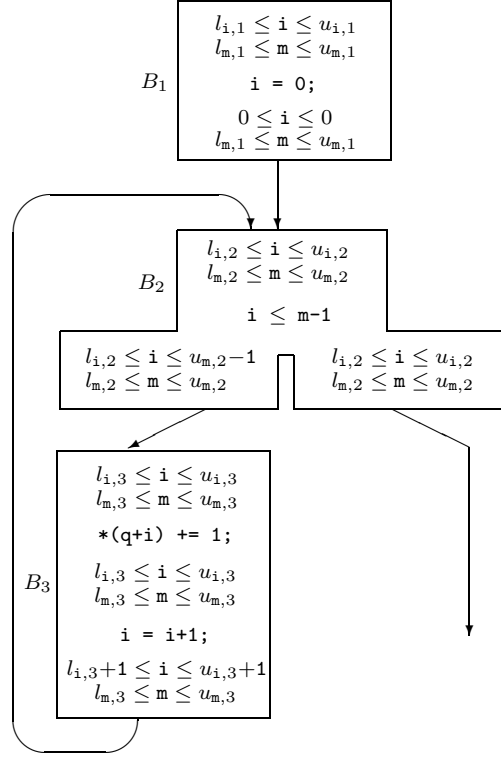 l_{i,1} ≤ i ≤ u_{i,1}
l_{m,1} ≤ m ≤ u_{m,1}
B_1
i = 0;
0 ≤ i ≤ 0
l_{m,1} ≤ m ≤ u_{m,1}
l_{i,2} ≤ i ≤ u_{i,2}
l_{m,2} ≤ m ≤ u_{m,2}
B_2
i ≤ m-1
l_{i,2} ≤ i ≤ u_{m,2}−1
l_{m,2} ≤ m ≤ u_{m,2}
l_{i,2} ≤ i ≤ u_{i,2}
l_{m,2} ≤ m ≤ u_{m,2}
l_{i,3} ≤ i ≤ u_{i,3}
l_{m,3} ≤ m ≤ u_{m,3}
*(q+i) += 1;
l_{i,3} ≤ i ≤ u_{i,3}
l_{m,3} ≤ m ≤ u_{m,3}
B_3
i = i+1;
l_{i,3}+1 ≤ i ≤ u_{i,3}+1
l_{m,3} ≤ m ≤ u_{m,3}